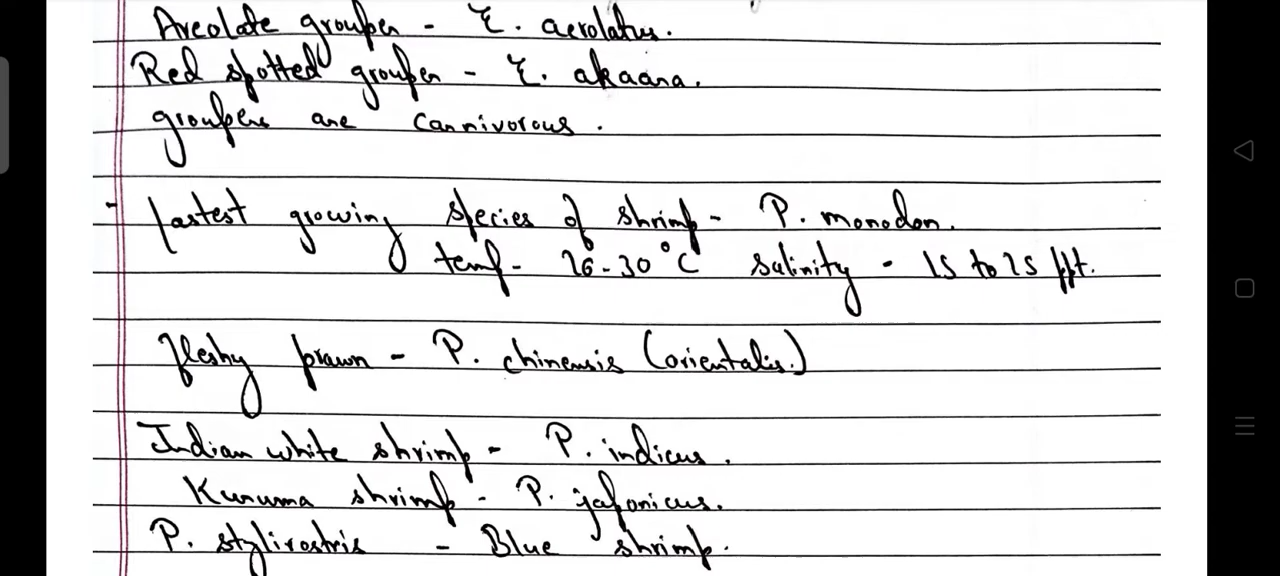 Areolate grouper - E. aerolatus.
Red spotted grouper - E. akaara.
groupers are carnivorous.
- fastest growing species of shrimp - P. monodon.
temp - 26-30°C salinity - 15 to 25 ppt.
fleshy prawn - P. chinensis (orientalis.)
Indian white shrimp - P. indicus.
Kuruma shrimp - P. japonicus.
P. stylirostris - Blue shrimp.